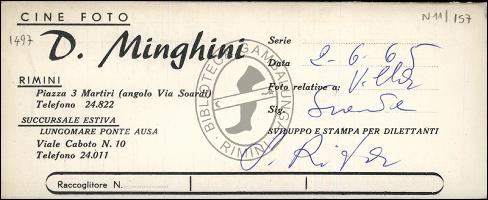 CINE FOTO
N 11/157
1497
D. Minghini
Serie
Data 2-6.65
RIMINI
Foto relative a: Villa
Piazza 3 Martiri (angolo Via Soardi)
Telefono 24.822
Sig.
SUCCURSALE ESTIVA
SVILUPPO E STAMPA PER DILETTANTI
LUNGOMARE PONTE AUSA
Viale Caboto N. 10
Telefono 24.011
Raccoglitore N.
BIBLIOTECA GAMBALUNGA
RIMINI